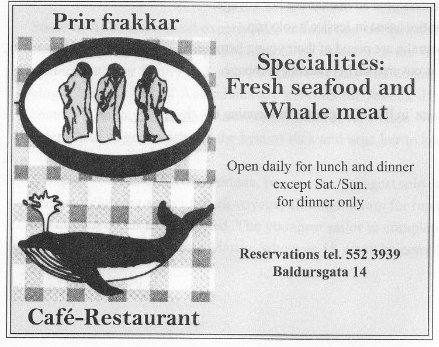 Prir frakkar
Specialities:
Fresh seafood and
Whale meat
Open daily for lunch and dinner
except Sat./Sun.
for dinner only
Reservations tel. 552 3939
Baldursgata 14
Café-Restaurant